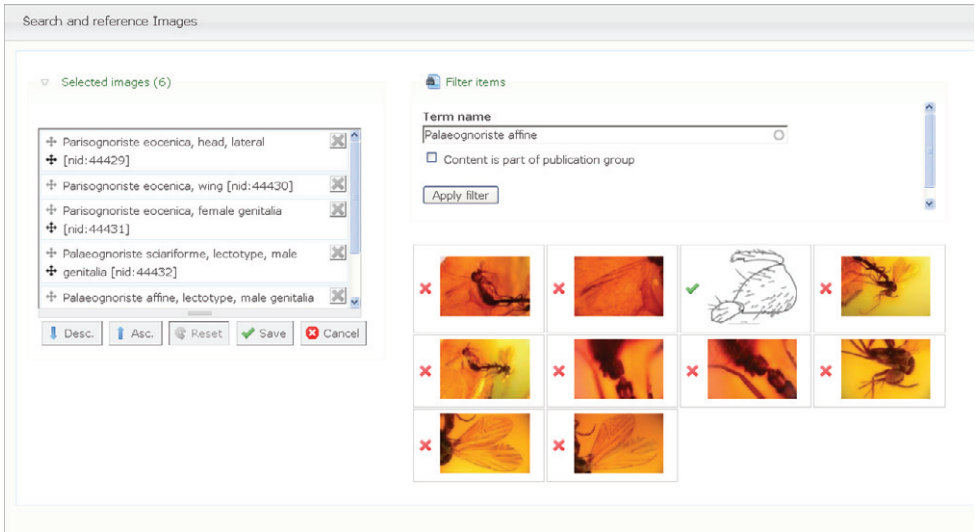 Search and reference Images
Selected images (6)
Parisognoriste eocenica, head, lateral
[nid:44429]
Parisognoriste eocenica, wing [nid:44430]
Parisognoriste eocenica, female genitalia
[nid:44431]
Palaeognoriste sciariforme, lectotype, male
genitalia [nid:44432]
Palaeognoriste affine, lectotype, male genitalia
Desc.
Asc.
Reset
Save
Cancel
Filter items
Term name
Palaeognoriste affine
Content is part of publication group
Apply filter